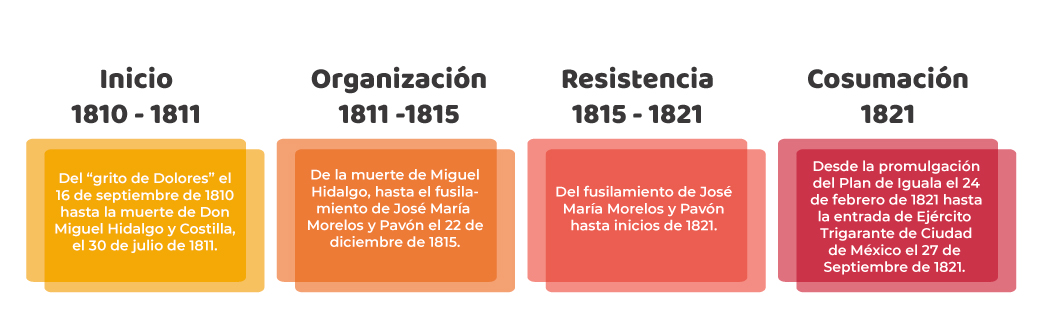 Inicio
1810 - 1811
Del “grito de Dolores” el
16 de septiembre de 1810
hasta la muerte de Don
Miguel Hidalgo y Costilla,
el 30 de julio de 1811.
Organización
1811 -1815
De la muerte de Miguel
Hidalgo, hasta el fusila-
miento de José María
Morelos y Pavón el 22 de
diciembre de 1815.
Resistencia
1815 - 1821
Del fusilamiento de José
María Morelos y Pavón
hasta inicios de 1821.
Cosumación
1821
Desde la promulgación
del Plan de Iguala el 24
de febrero de 1821 hasta
la entrada de Ejército
Trigarante de Ciudad
de México el 27 de
Septiembre de 1821.